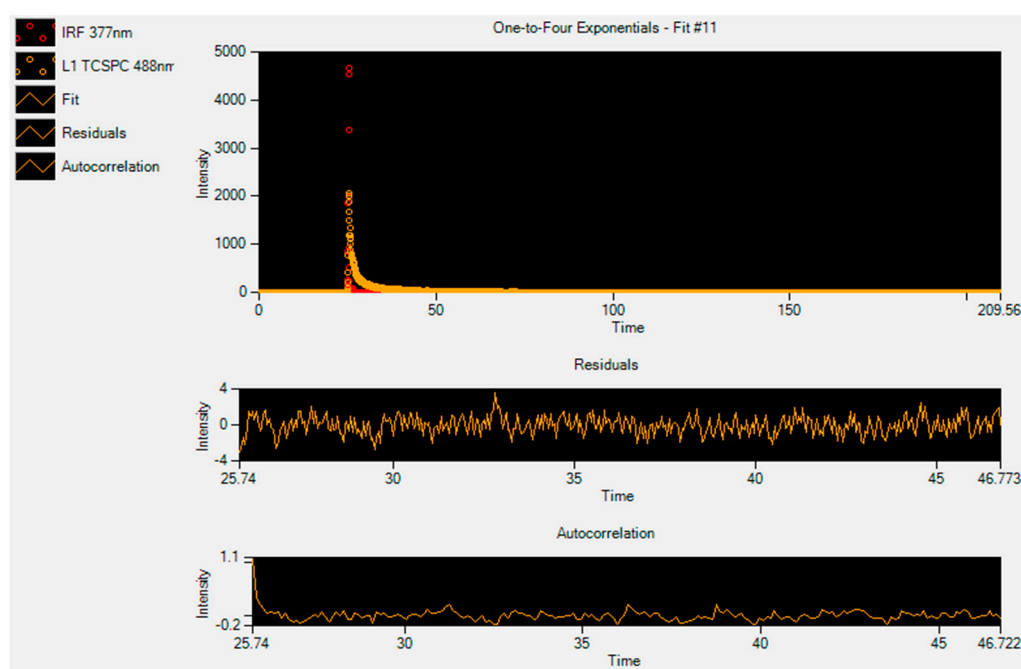 One-to-Four Exponentials - Fit #11
IRF 377nm
L1 TCSPC 488nm
Fit
Residuals
Autocorrelation
Intensity
5000
4000
3000
2000
1000
0
0 50 100 150 209.56
Time
Residuals
Intensity
4
0
-4
25.74 30 35 40 45 46.773
Time
Autocorrelation
Intensity
1.1
-0.2
25.74 30 35 40 45 46.722
Time